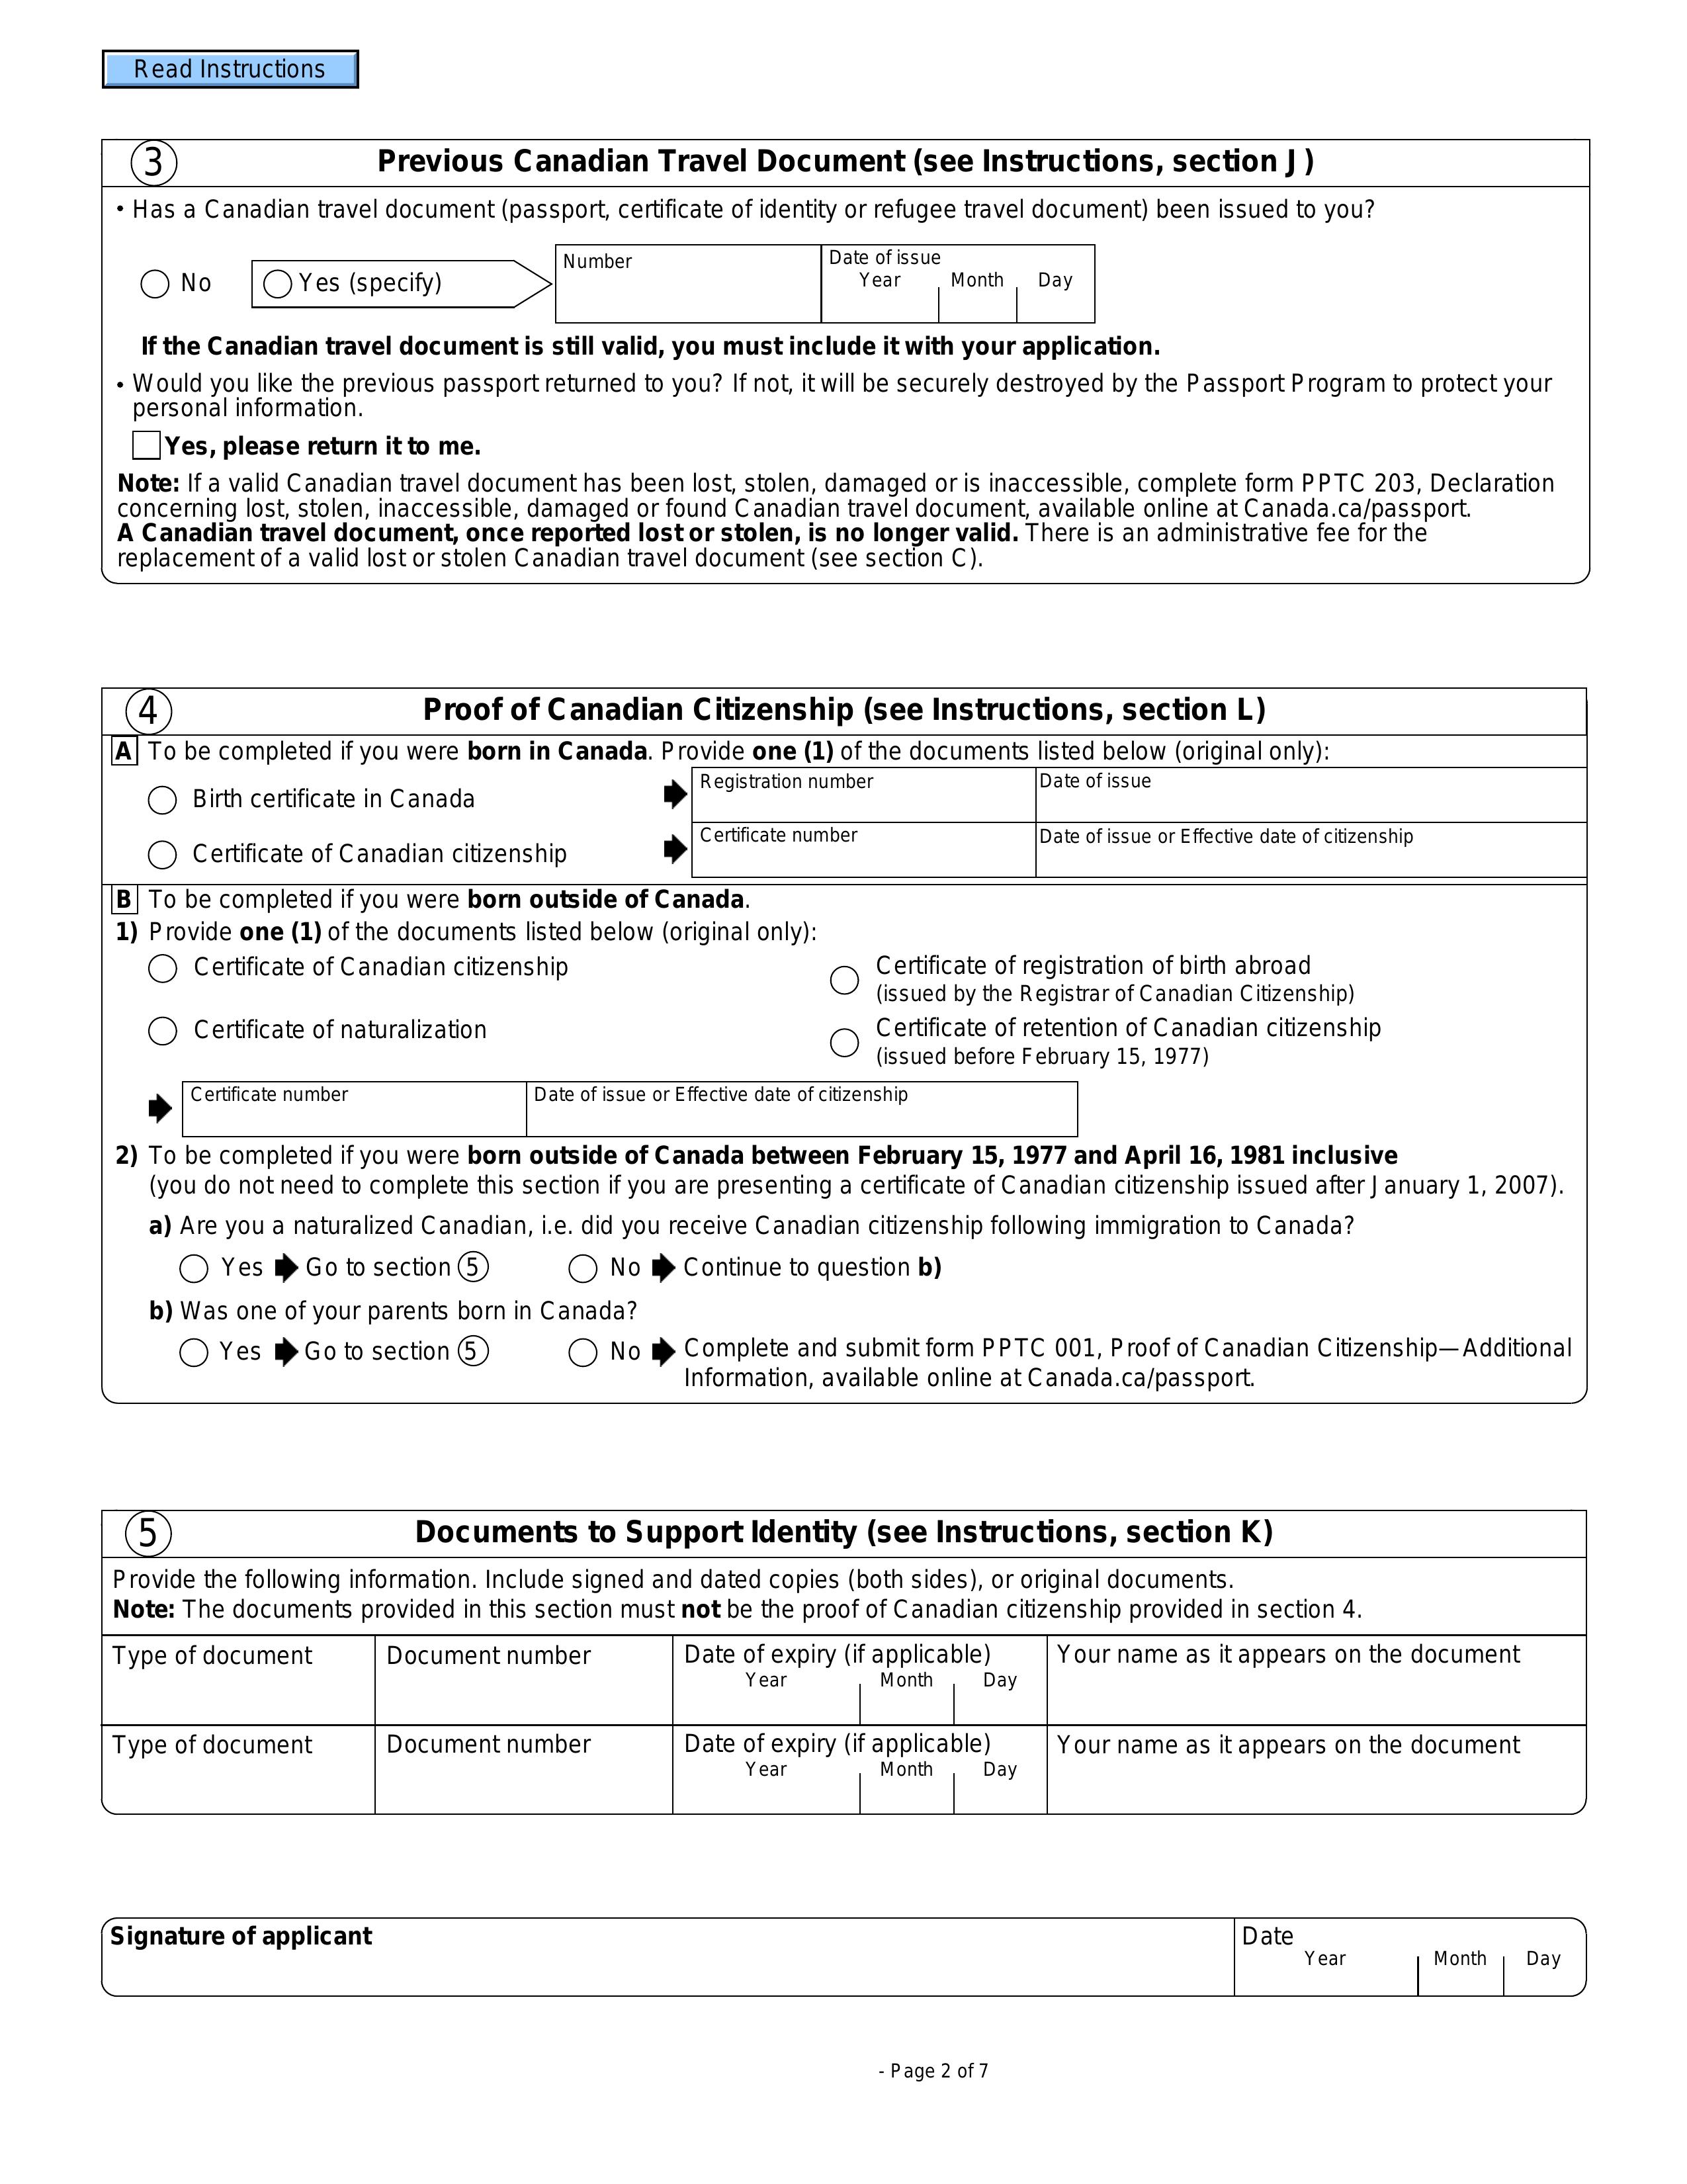 Read Instructions
3 Previous Canadian Travel Document (see Instructions, section J)
• Has a Canadian travel document (passport, certificate of identity or refugee travel document) been issued to you?
No Yes (specify) Number Date of issue
Year Month Day
If the Canadian travel document is still valid, you must include it with your application.
• Would you like the previous passport returned to you? If not, it will be securely destroyed by the Passport Program to protect your
personal information.
Yes, please return it to me.
Note: If a valid Canadian travel document has been lost, stolen, damaged or is inaccessible, complete form PPTC 203, Declaration
concerning lost, stolen, inaccessible, damaged or found Canadian travel document, available online at Canada.ca/passport.
A Canadian travel document, once reported lost or stolen, is no longer valid. There is an administrative fee for the
replacement of a valid lost or stolen Canadian travel document (see section C).
4 Proof of Canadian Citizenship (see Instructions, section L)
A To be completed if you were born in Canada. Provide one (1) of the documents listed below (original only):
Birth certificate in Canada Registration number Date of issue
Certificate of Canadian citizenship Certificate number Date of issue or Effective date of citizenship
B To be completed if you were born outside of Canada.
1) Provide one (1) of the documents listed below (original only):
Certificate of Canadian citizenship Certificate of registration of birth abroad
(issued by the Registrar of Canadian Citizenship)
Certificate of naturalization Certificate of retention of Canadian citizenship
(issued before February 15, 1977)
Certificate number Date of issue or Effective date of citizenship
2) To be completed if you were born outside of Canada between February 15, 1977 and April 16, 1981 inclusive
(you do not need to complete this section if you are presenting a certificate of Canadian citizenship issued after January 1, 2007).
a) Are you a naturalized Canadian, i.e. did you receive Canadian citizenship following immigration to Canada?
Yes Go to section 5 No Continue to question b)
b) Was one of your parents born in Canada?
Yes Go to section 5 No Complete and submit form PPTC 001, Proof of Canadian Citizenship—Additional
Information, available online at Canada.ca/passport.
5 Documents to Support Identity (see Instructions, section K)
Provide the following information. Include signed and dated copies (both sides), or original documents.
Note: The documents provided in this section must not be the proof of Canadian citizenship provided in section 4.
Type of document Document number Date of expiry (if applicable) Your name as it appears on the document
Year Month Day
Type of document Document number Date of expiry (if applicable) Your name as it appears on the document
Year Month Day
Signature of applicant Date
Year Month Day
- Page 2 of 7